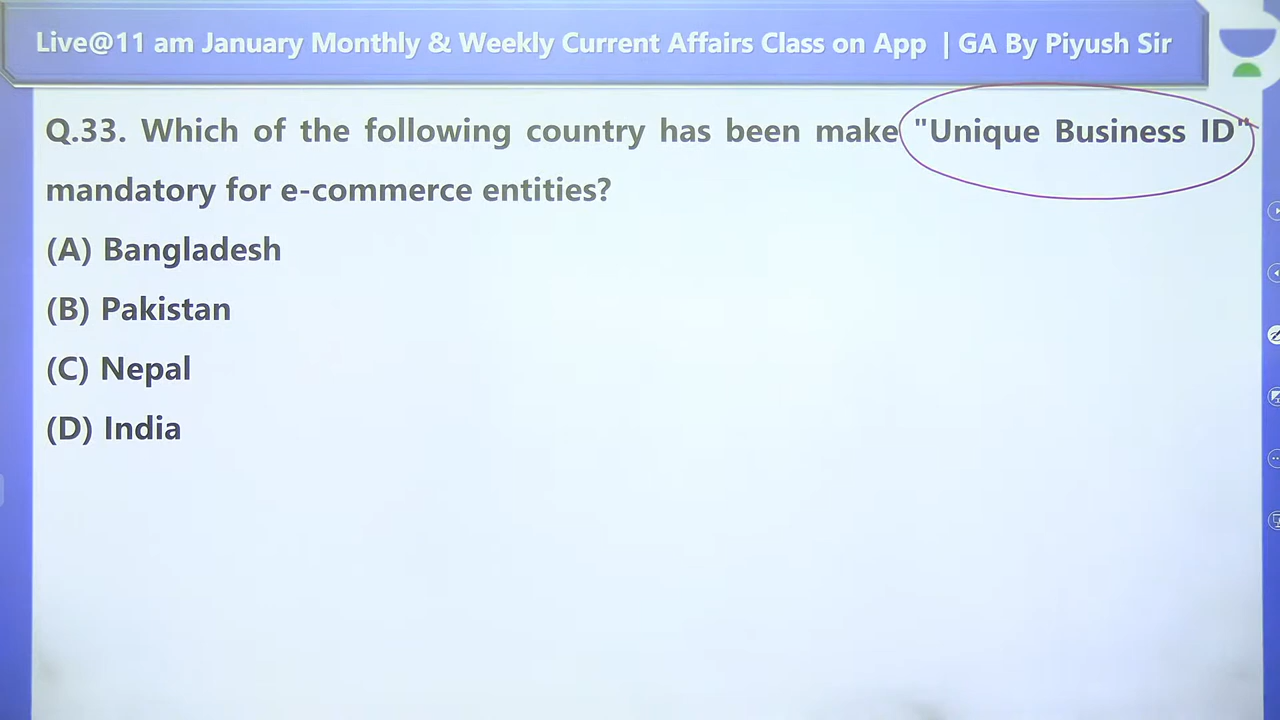 Live@11 am January Monthly & Weekly Current Affairs Class on App | GA By Piyush Sir
Q.33. Which of the following country has been make "Unique Business ID"
mandatory for e-commerce entities?
(A) Bangladesh
(B) Pakistan
(C) Nepal
(D) India